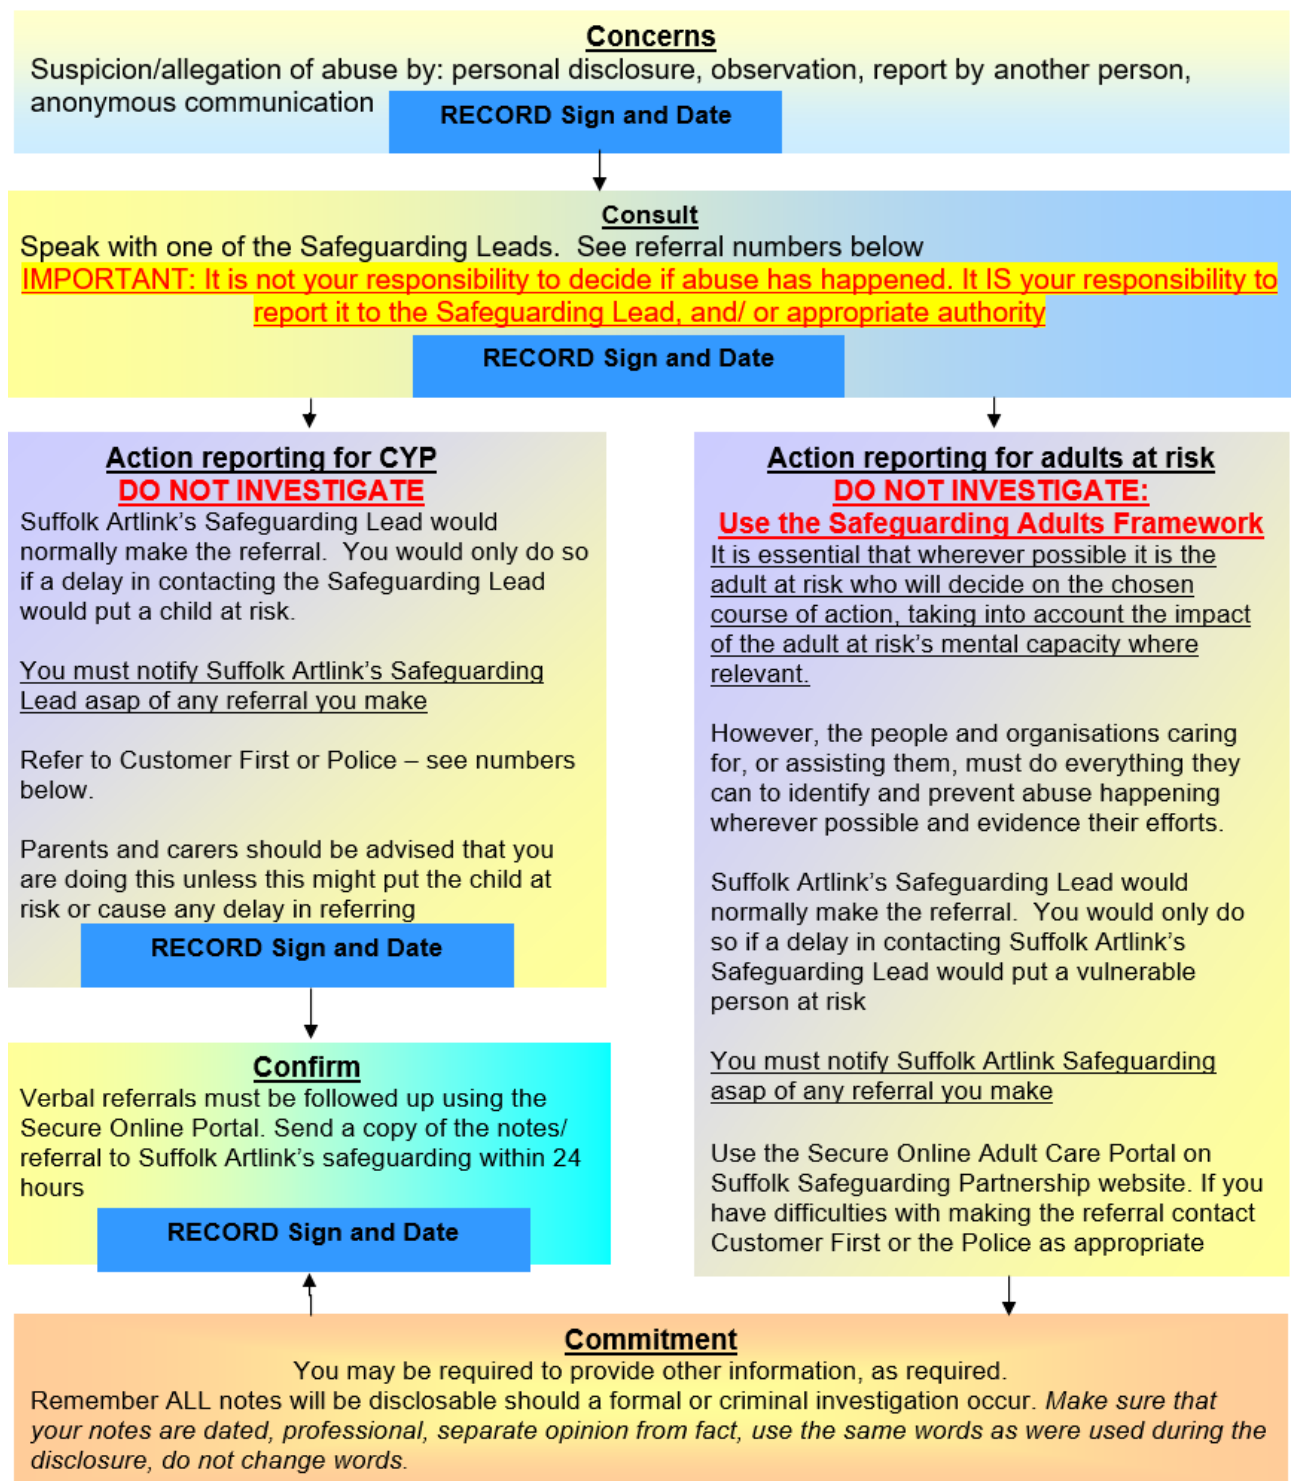 Concerns
Suspicion/allegation of abuse by: personal disclosure, observation, report by another person,
anonymous communication
RECORD Sign and Date
Consult
Speak with one of the Safeguarding Leads.  See referral numbers below
IMPORTANT: It is not your responsibility to decide if abuse has happened. It IS your responsibility to
report it to the Safeguarding Lead, and/ or appropriate authority
RECORD Sign and Date
Action reporting for CYP
DO NOT INVESTIGATE
Suffolk Artlink’s Safeguarding Lead would
normally make the referral.  You would only do so
if a delay in contacting the Safeguarding Lead
would put a child at risk.
You must notify Suffolk Artlink’s Safeguarding
Lead asap of any referral you make
Refer to Customer First or Police – see numbers
below.
Parents and carers should be advised that you
are doing this unless this might put the child at
risk or cause any delay in referring
RECORD Sign and Date
Confirm
Verbal referrals must be followed up using the
Secure Online Portal. Send a copy of the notes/
referral to Suffolk Artlink’s safeguarding within 24
hours
RECORD Sign and Date
Action reporting for adults at risk
DO NOT INVESTIGATE:
Use the Safeguarding Adults Framework
It is essential that wherever possible it is the
adult at risk who will decide on the chosen
course of action, taking into account the impact
of the adult at risk’s mental capacity where
relevant.
However, the people and organisations caring
for, or assisting them, must do everything they
can to identify and prevent abuse happening
wherever possible and evidence their efforts.
Suffolk Artlink’s Safeguarding Lead would
normally make the referral.  You would only do
so if a delay in contacting Suffolk Artlink’s
Safeguarding Lead would put a vulnerable
person at risk
You must notify Suffolk Artlink Safeguarding
asap of any referral you make
Use the Secure Online Adult Care Portal on
Suffolk Safeguarding Partnership website. If you
have difficulties with making the referral contact
Customer First or the Police as appropriate
Commitment
You may be required to provide other information, as required.
Remember ALL notes will be disclosable should a formal or criminal investigation occur. Make sure that
your notes are dated, professional, separate opinion from fact, use the same words as were used during the
disclosure, do not change words.